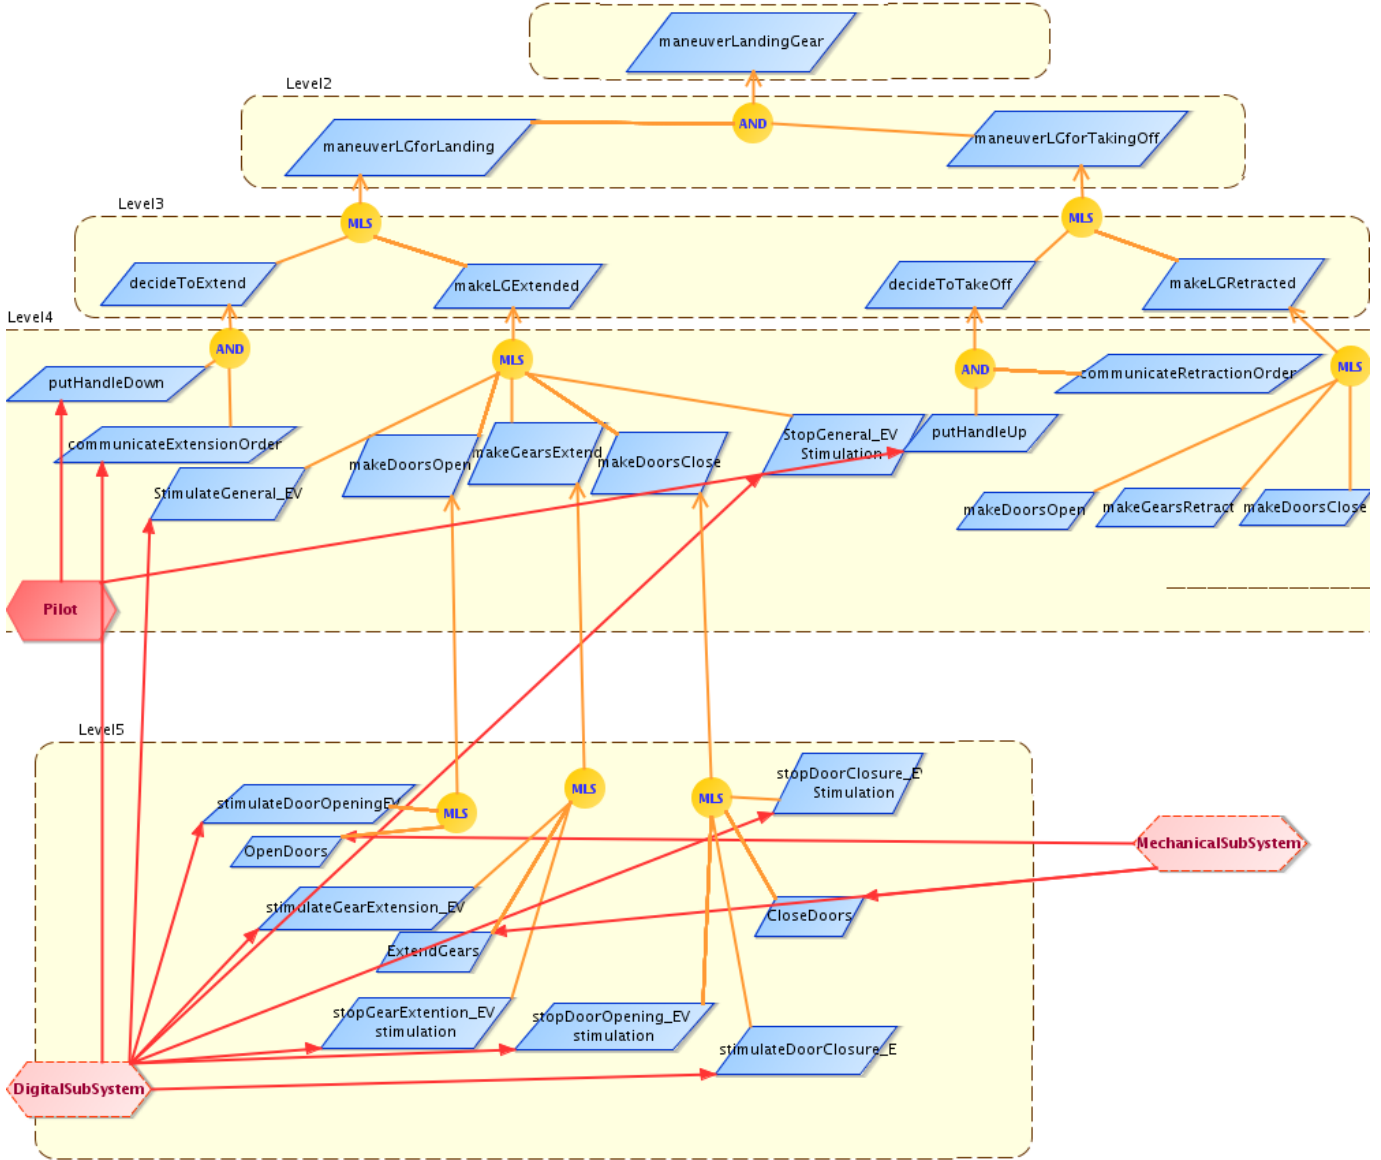 maneuverLandingGear
Level2
AND
maneuverLGforLanding
maneuverLGforTakingOff
Level3
MLS
MLS
decideToExtend
makeLGExtended
decideToTakeOff
makeLGRetracted
Level4
AND
MLS
AND
MLS
putHandleDown
communicateRetractionOrder
communicateExtensionOrder
StopGeneral_EV
Stimulation
putHandleUp
makeDoorsOpen
makeGearsExtend
makeDoorsClose
StimulateGeneral_EV
makeDoorsOpen
makeGearsRetract
makeDoorsClose
Pilot
Level5
stopDoorClosure_EV
Stimulation
MLS
MLS
MLS
stimulateDoorOpeningEV
OpenDoors
MechanicalSubSystem
stimulateGearExtension_EV
CloseDoors
ExtendGears
stopGearExtention_EV
stimulation
stopDoorOpening_EV
stimulation
stimulateDoorClosure_E
DigitalSubSystem